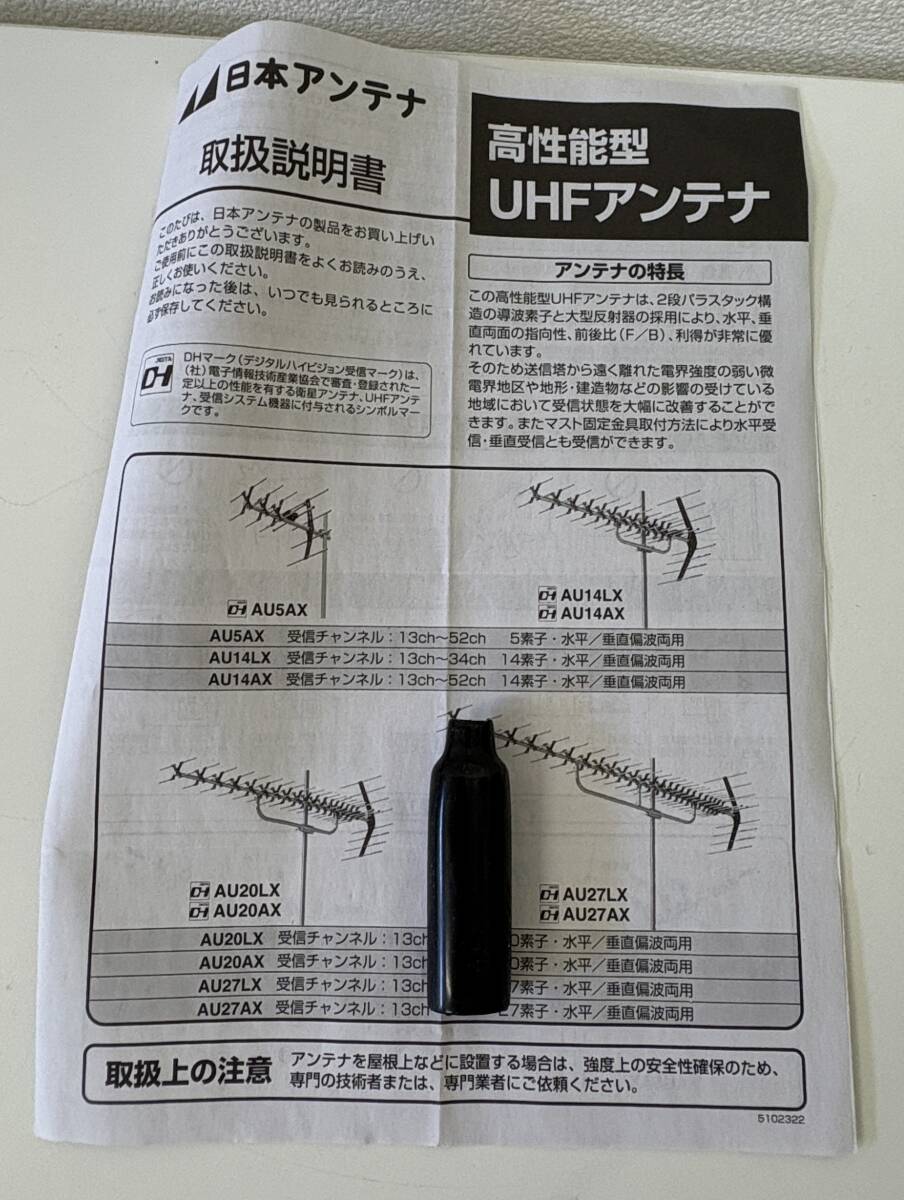 日本アンテナ
取扱説明書
このたびは、日本アンテナの製品をお買い上げい
ただきありがとうございます。
ご使用前にこの取扱説明書をよくお読みのうえ、
正しくお使いください。
お読みになった後は、いつでも見られるところに
必ず保存してください。
DH
DHマーク(デジタルハイビジョン受信マーク)は、
(社)電子情報技術産業協会で審査・登録された一
定以上の性能を有する衛星アンテナ、UHFアンテ
ナ、受信システム機器に付与されるシンボルマー
クです。
高性能型
UHFアンテナ
アンテナの特長
この高性能型UHFアンテナは、2段パラスタック構
造の導波素子と大型反射器の採用により、水平、垂
直両面の指向性、前後比(F/B)、利得が非常に優
れています。
そのため送信塔から遠く離れた電界強度の弱い微
電界地区や地形・建造物などの影響の受けている
地域において受信状態を大幅に改善することがで
きます。またマスト固定金具取付方法により水平受
信・垂直受信とも受信ができます。
DH AU5AX
DH AU14LX
DH AU14AX
AU5AX 受信チャンネル:13ch~52ch 5素子・水平/垂直偏波両用
AU14LX 受信チャンネル:13ch~34ch 14素子・水平/垂直偏波両用
AU14AX 受信チャンネル:13ch~52ch 14素子・水平/垂直偏波両用
DH AU20LX
DH AU20AX
DH AU27LX
DH AU27AX
AU20LX 受信チャンネル:13ch 0素子・水平/垂直偏波両用
AU20AX 受信チャンネル:13c 0素子・水平/垂直偏波両用
AU27LX 受信チャンネル:13c 7素子・水平/垂直偏波両用
AU27AX 受信チャンネル:13ch 27素子・水平/垂直偏波両用
取扱上の注意
アンテナを屋根上などに設置する場合は、強度上の安全性確保のため、
専門の技術者または、専門業者にご依頼ください。
5102322